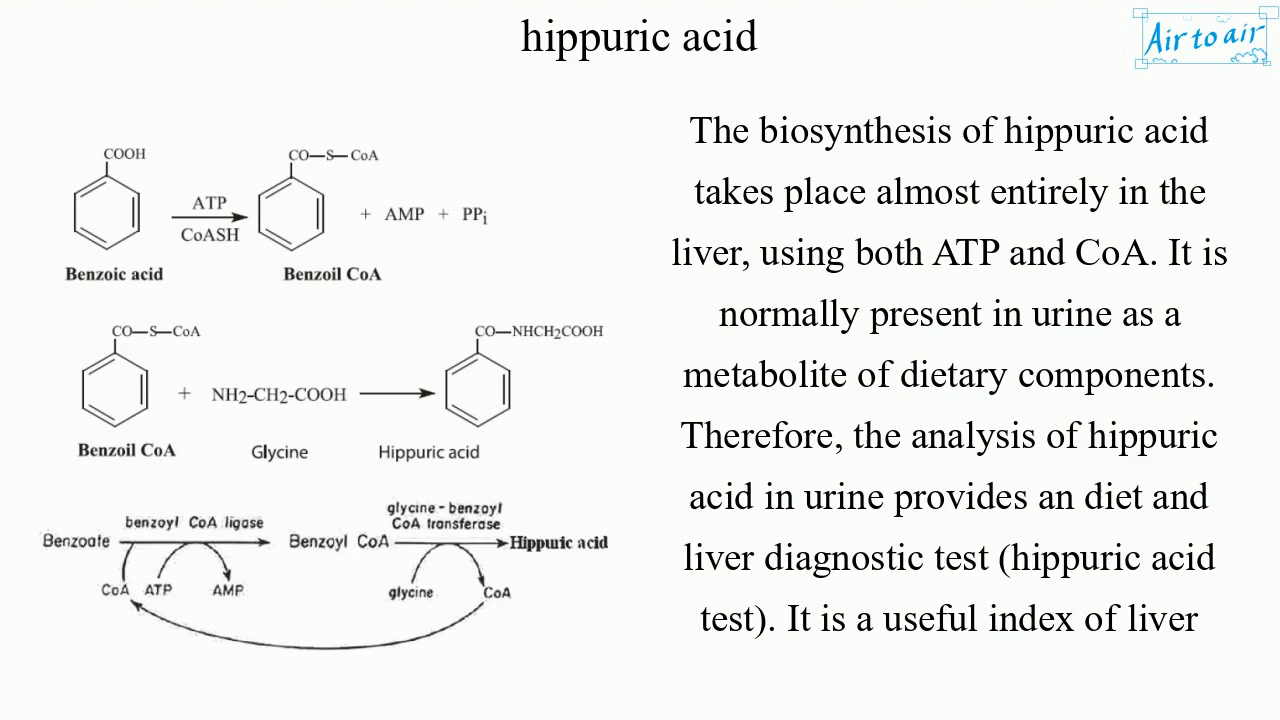 hippuric acid
Air to air
COOH
ATP
CoASH
CO—S—CoA
+ AMP + PPi
Benzoic acid
Benzoil CoA
CO—S—CoA
+ NH2-CH2-COOH
CO—NHCH2COOH
Benzoil CoA
Glycine
Hippuric acid
Benzoate
benzoyl CoA ligase
Benzoyl CoA
glycine-benzoyl
CoA transferase
Hippuric acid
CoA ATP AMP
glycine CoA
The biosynthesis of hippuric acid
takes place almost entirely in the
liver, using both ATP and CoA. It is
normally present in urine as a
metabolite of dietary components.
Therefore, the analysis of hippuric
acid in urine provides an diet and
liver diagnostic test (hippuric acid
test). It is a useful index of liver